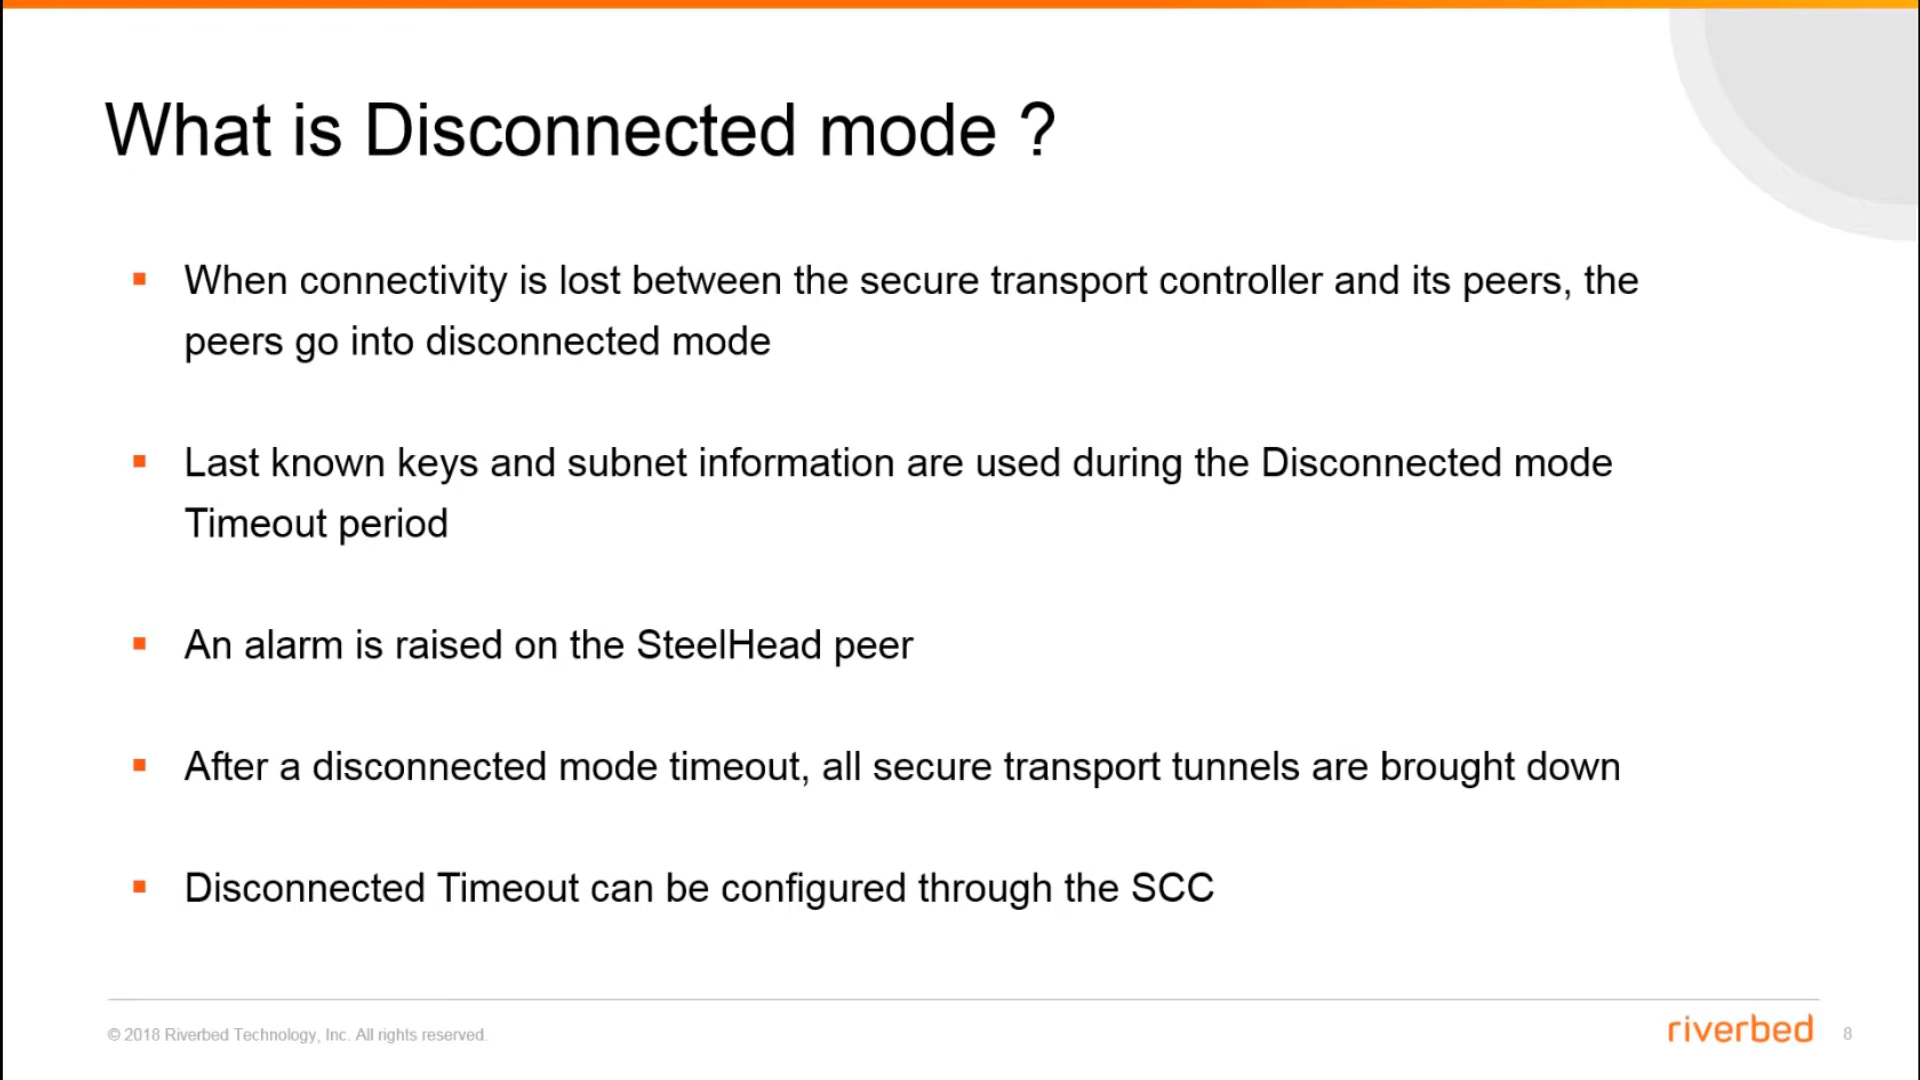 What is Disconnected mode ?
▪ When connectivity is lost between the secure transport controller and its peers, the
peers go into disconnected mode
▪ Last known keys and subnet information are used during the Disconnected mode
Timeout period
▪ An alarm is raised on the SteelHead peer
▪ After a disconnected mode timeout, all secure transport tunnels are brought down
▪ Disconnected Timeout can be configured through the SCC
© 2018 Riverbed Technology, Inc. All rights reserved.
riverbed
8